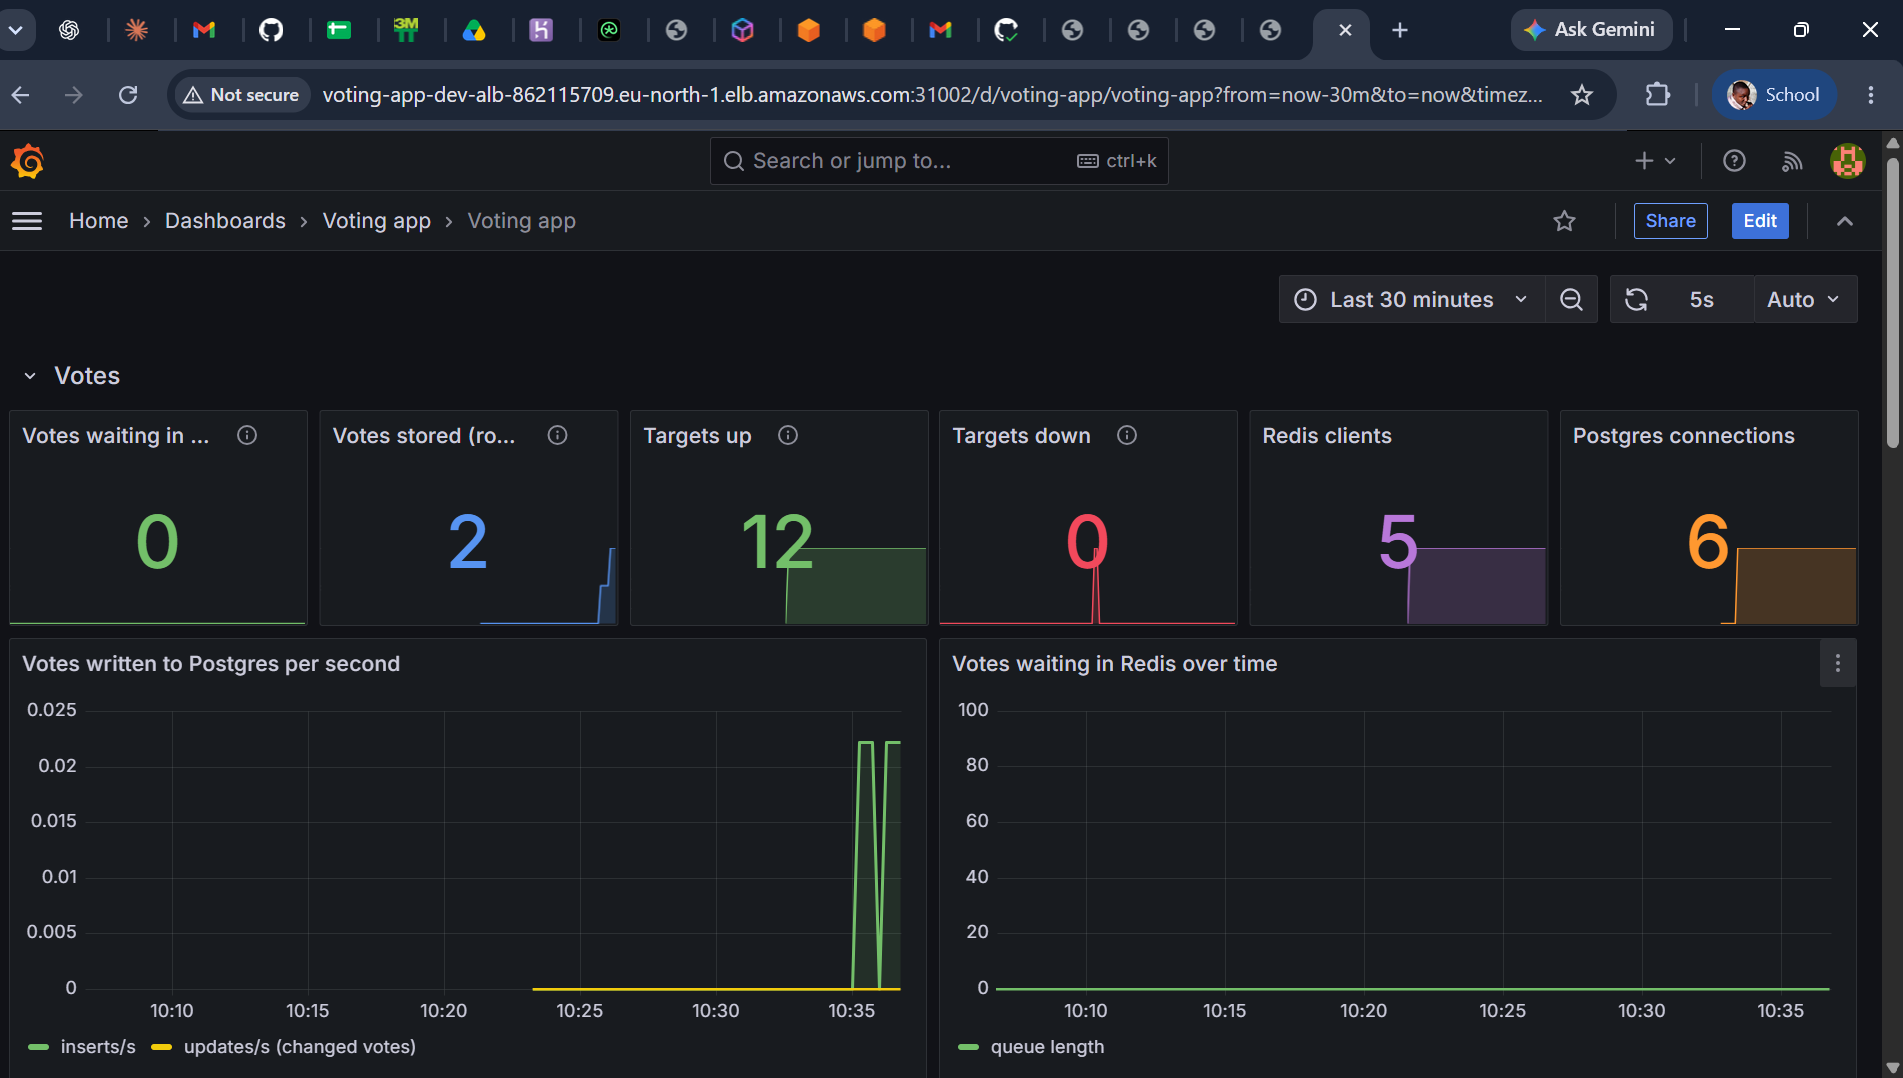 3M
Ask Gemini
Not secure
voting-app-dev-alb-862115709.eu-north-1.elb.amazonaws.com:31002/d/voting-app/voting-app?from=now-30m&to=now&timez...
School
Search or jump to...
ctrl+k
Home
Dashboards
Voting app
Voting app
Share
Edit
Last 30 minutes
5s
Auto
Votes
Votes waiting in ...
Votes stored (ro...
Targets up
Targets down
Redis clients
Postgres connections
0
2
12
0
5
6
Votes written to Postgres per second
0.025
0.02
0.015
0.01
0.005
0
10:10
10:15
10:20
10:25
10:30
10:35
inserts/s
updates/s (changed votes)
Votes waiting in Redis over time
100
80
60
40
20
0
10:10
10:15
10:20
10:25
10:30
10:35
queue length